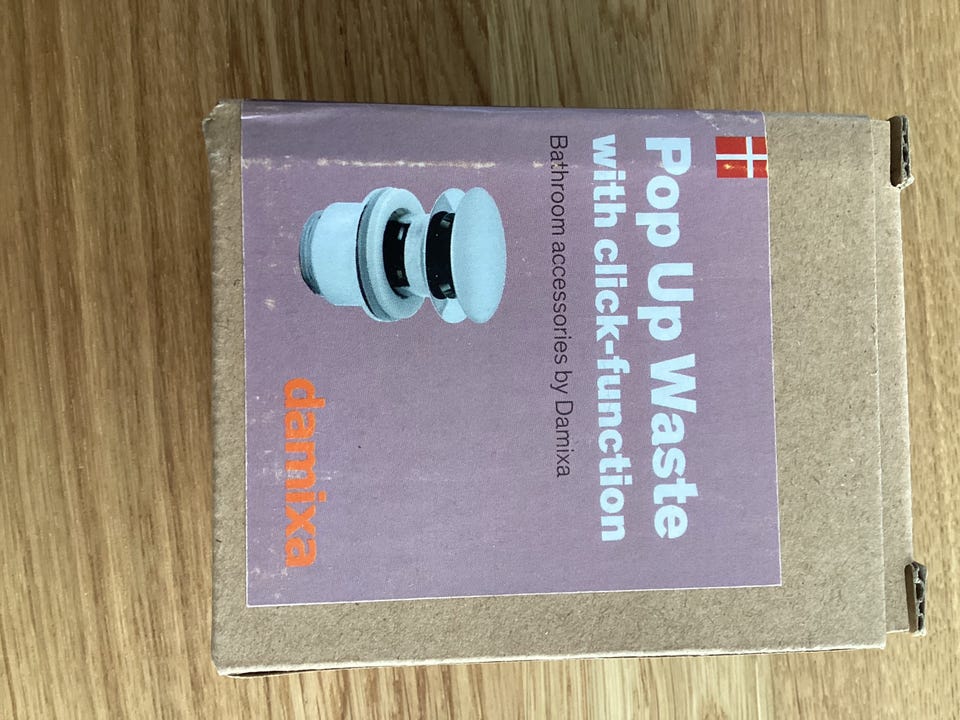 Pop Up Waste
with click-function
Bathroom accessories by Damixa
damixa